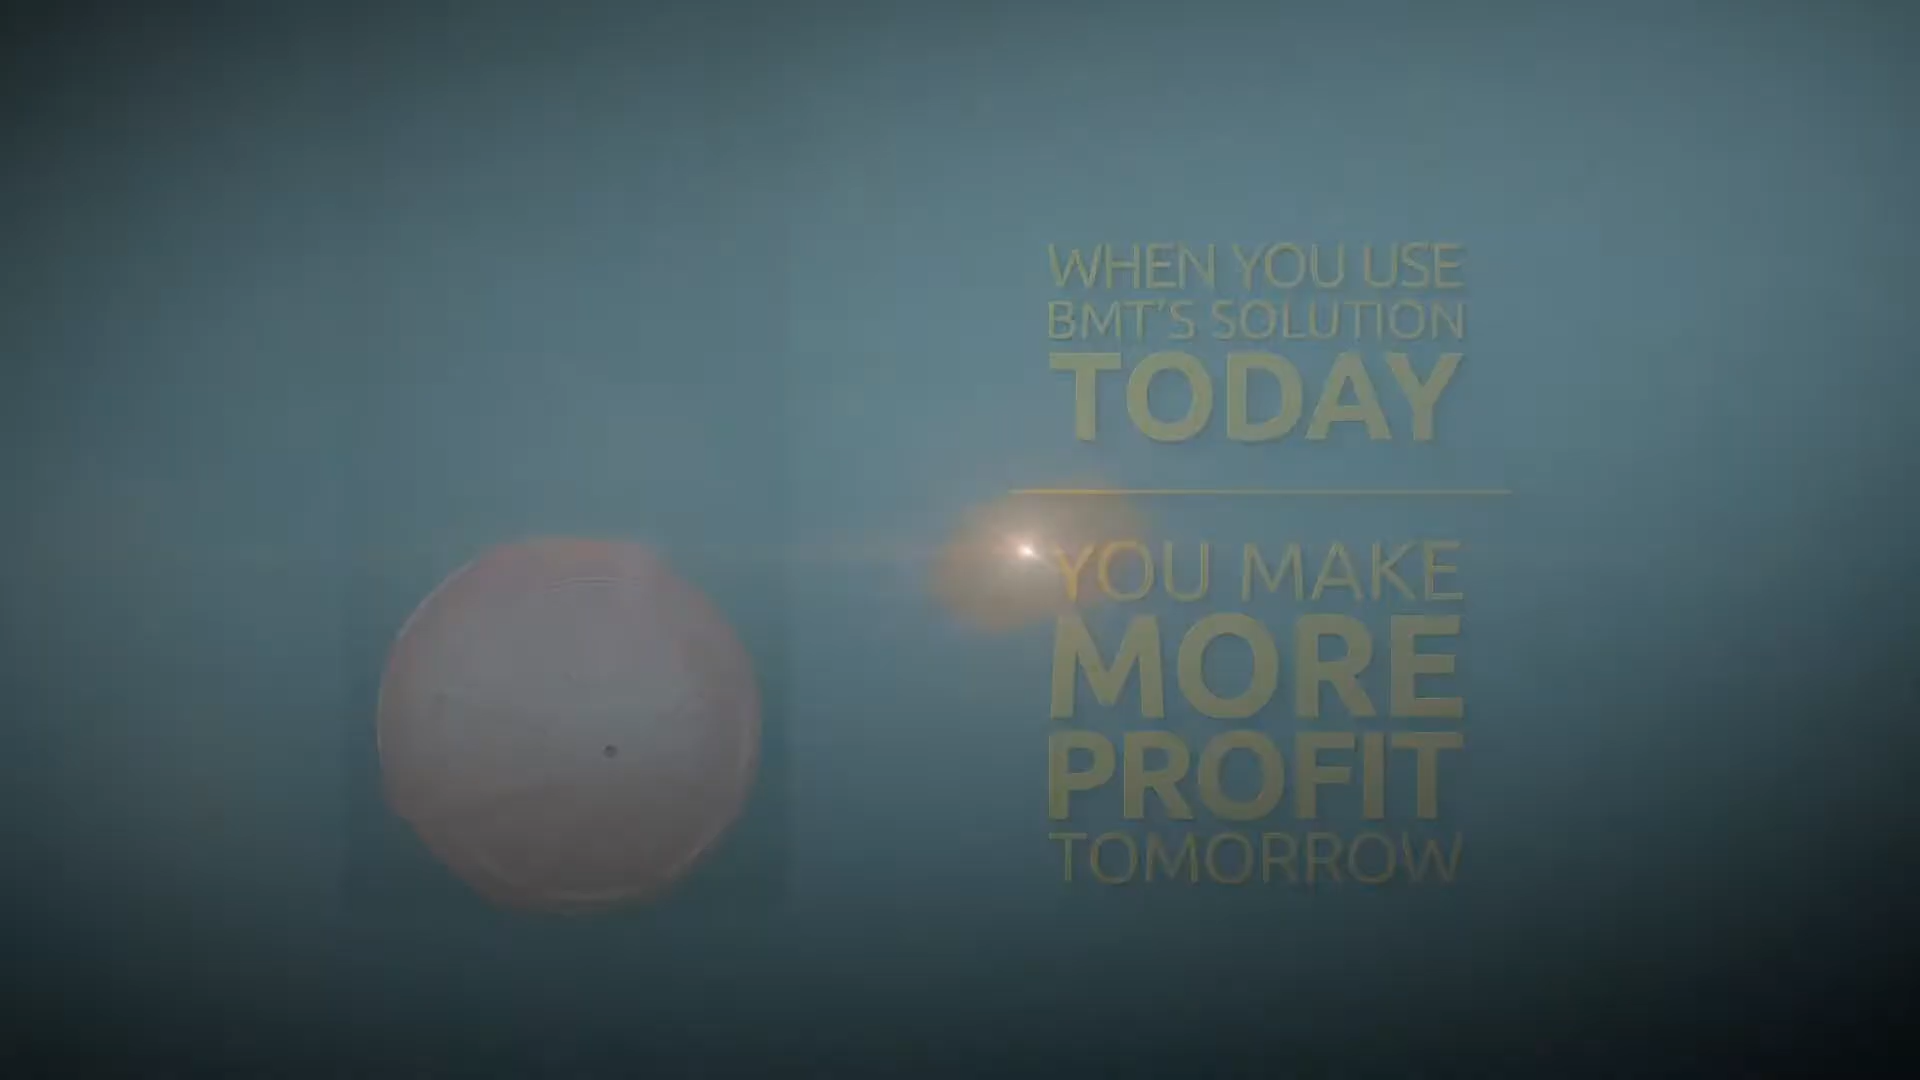 WHEN YOU USE
BMT'S SOLUTION
TODAY
YOU MAKE
MORE
PROFIT
TOMORROW